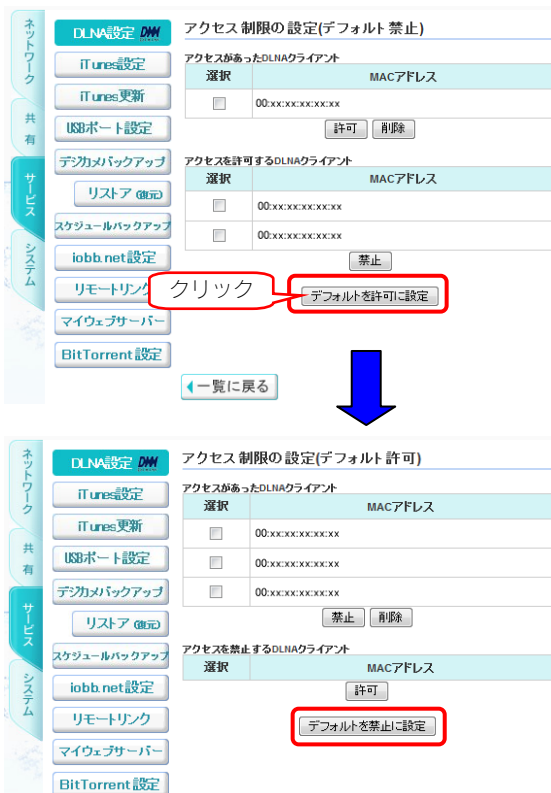 ネットワーク
共有
サービス
システム
DLNA設定 DMM
iTunes設定
iTunes更新
USBポート設定
デジカメバックアップ
リストア(復元)
スケジュールバックアップ
iobb.net設定
リモートリンク
マイウェブサーバー
BitTorrent設定
アクセス制限の設定(デフォルト禁止)
アクセスがあったDLNAクライアント
選択 MACアドレス
00:xx:xx:xx:xx:xx
許可 削除
アクセスを許可するDLNAクライアント
選択 MACアドレス
00:xx:xx:xx:xx:xx
00:xx:xx:xx:xx:xx
禁止
クリック
デフォルトを許可に設定
一覧に戻る
ネットワーク
共有
サービス
システム
DLNA設定 DMM
iTunes設定
iTunes更新
USBポート設定
デジカメバックアップ
リストア(復元)
スケジュールバックアップ
iobb.net設定
リモートリンク
マイウェブサーバー
BitTorrent設定
アクセス制限の設定(デフォルト許可)
アクセスがあったDLNAクライアント
選択 MACアドレス
00:xx:xx:xx:xx:xx
00:xx:xx:xx:xx:xx
00:xx:xx:xx:xx:xx
禁止 削除
アクセスを禁止するDLNAクライアント
選択 MACアドレス
許可
デフォルトを禁止に設定